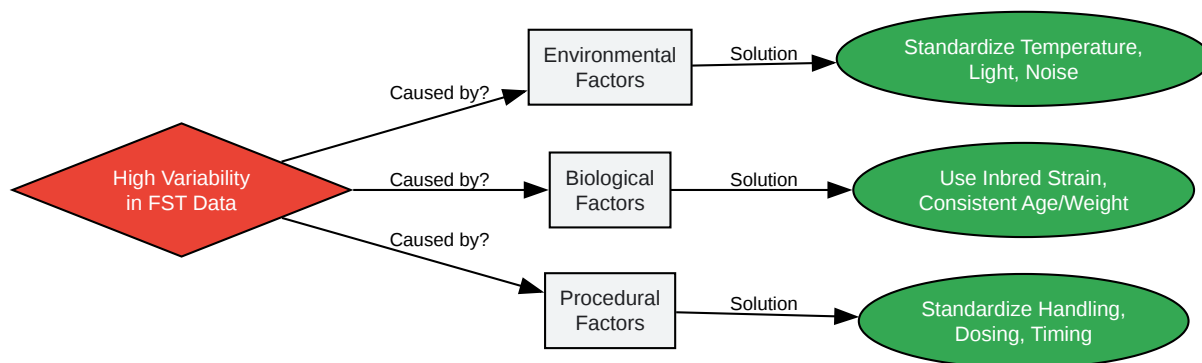 High Variability
in FST Data
Caused by?
Environmental
Factors
Solution
Standardize Temperature,
Light, Noise
Caused by?
Biological
Factors
Solution
Use Inbred Strain,
Consistent Age/Weight
Caused by?
Procedural
Factors
Solution
Standardize Handling,
Dosing, Timing